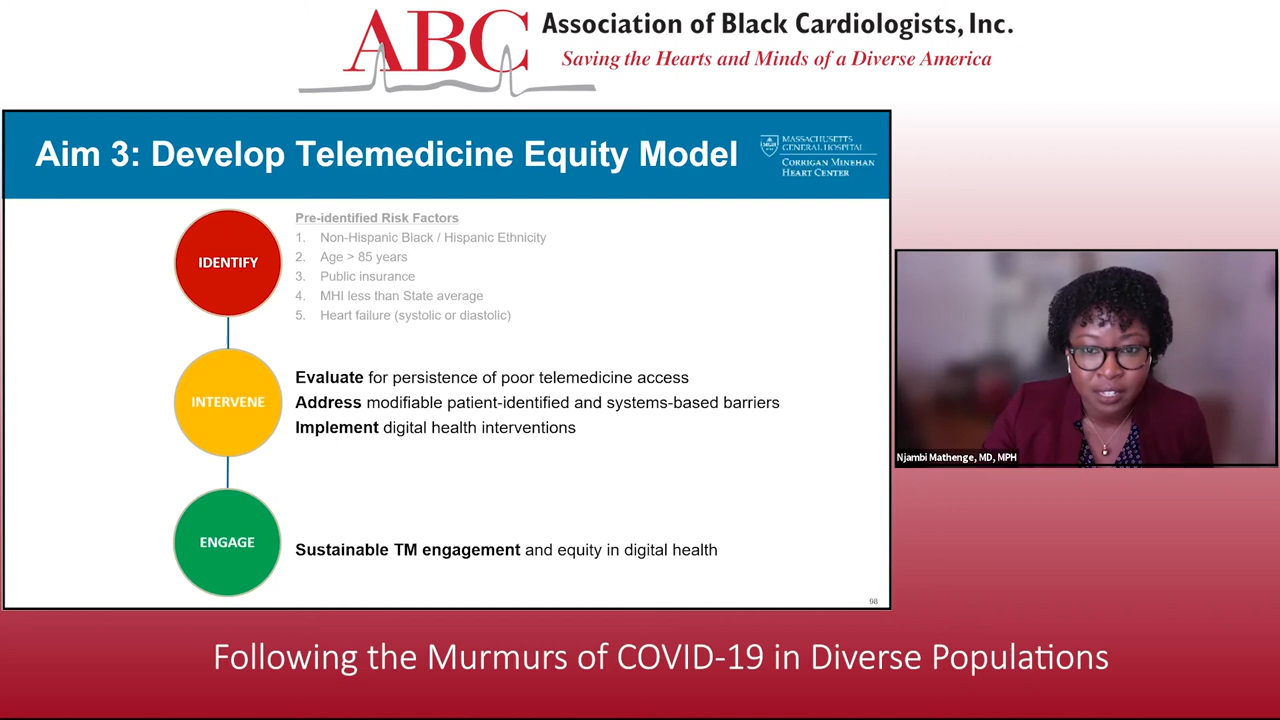 ABC
Association of Black Cardiologists, Inc.
Saving the Hearts and Minds of a Diverse America
Aim 3: Develop Telemedicine Equity Model
MASSACHUSETTS
GENERAL HOSPITAL
CORRIGAN MINEHAN
HEART CENTER
IDENTIFY
Pre-identified Risk Factors
1. Non-Hispanic Black / Hispanic Ethnicity
2. Age > 85 years
3. Public insurance
4. MHI less than State average
5. Heart failure (systolic or diastolic)
INTERVENE
Evaluate for persistence of poor telemedicine access
Address modifiable patient-identified and systems-based barriers
Implement digital health interventions
ENGAGE
Sustainable TM engagement and equity in digital health
98
Njambi Mathenge, MD, MPH
Following the Murmurs of COVID-19 in Diverse Populations